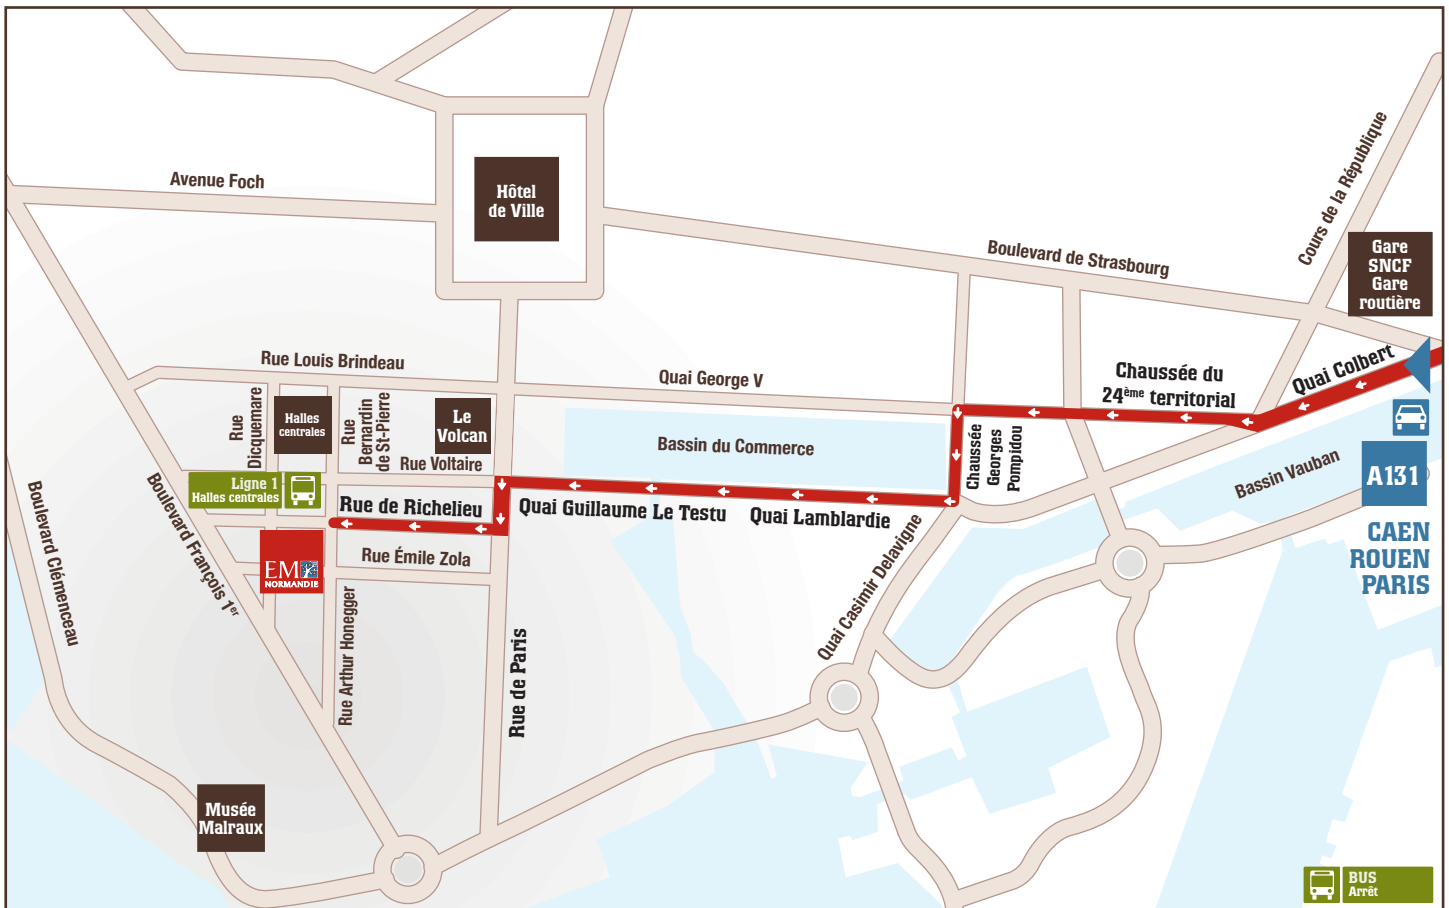 Avenue Foch
Hôtel
de Ville
Boulevard de Strasbourg
Cours de la République
Gare
SNCF
Gare
routière
Rue Louis Brindeau
Quai George V
Chaussée du
24ème territorial
Quai Colbert
Rue
Dicquemare
Halles
centrales
Rue
Bernardin
de St-Pierre
Le
Volcan
Rue Voltaire
Bassin du Commerce
Chaussée
Georges
Pompidou
Bassin Vauban
A131
CAEN
ROUEN
PARIS
Ligne 1
Halles centrales
Rue de Richelieu
Quai Guillaume Le Testu
Quai Lamblardie
Quai Casimir Delavigne
EM
NORMANDIE
Rue Émile Zola
Rue Arthur Honegger
Rue de Paris
Boulevard François 1er
Boulevard Clémenceau
Musée
Malraux
BUS
Arrêt